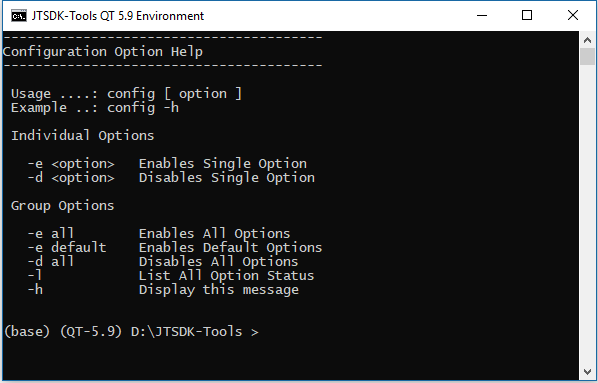 JTSDK-Tools QT 5.9 Environment
----------------------------------------
Configuration Option Help
----------------------------------------
Usage ....: config [ option ]
Example ..: config -h
Individual Options
-e <option>   Enables Single Option
-d <option>   Disables Single Option
Group Options
-e all        Enables All Options
-e default    Enables Default Options
-d all        Disables All Options
-l            List All Option Status
-h            Display this message
(base) (QT-5.9) D:\JTSDK-Tools >